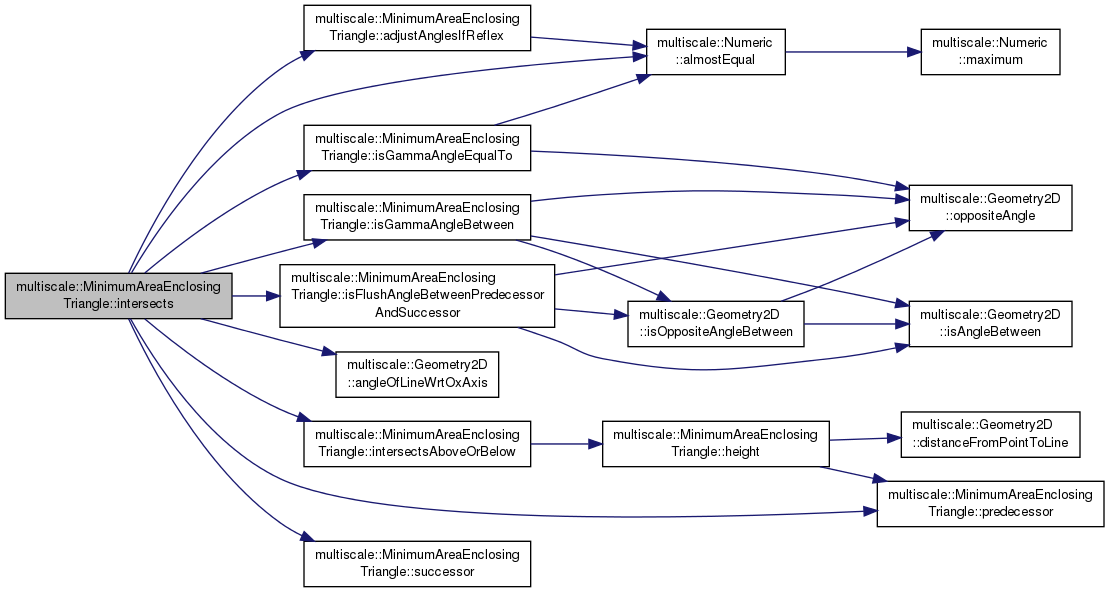 multiscale::MinimumAreaEnclosing
Triangle::intersects
multiscale::MinimumAreaEnclosing
Triangle::adjustAnglesIfReflex
multiscale::MinimumAreaEnclosing
Triangle::isGammaAngleEqualTo
multiscale::MinimumAreaEnclosing
Triangle::isGammaAngleBetween
multiscale::MinimumAreaEnclosing
Triangle::isFlushAngleBetweenPredecessor
AndSuccessor
multiscale::Geometry2D
::angleOfLineWrtOxAxis
multiscale::MinimumAreaEnclosing
Triangle::intersectsAboveOrBelow
multiscale::MinimumAreaEnclosing
Triangle::successor
multiscale::Numeric
::almostEqual
multiscale::Geometry2D
::isOppositeAngleBetween
multiscale::MinimumAreaEnclosing
Triangle::height
multiscale::Numeric
::maximum
multiscale::Geometry2D
::oppositeAngle
multiscale::Geometry2D
::isAngleBetween
multiscale::Geometry2D
::distanceFromPointToLine
multiscale::MinimumAreaEnclosing
Triangle::predecessor